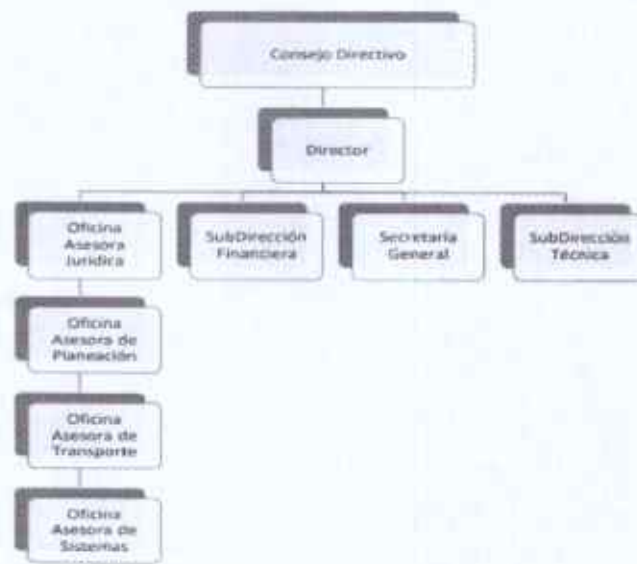 Consejo Directivo
Director
Oficina
Asesora
Jurídica
SubDirección
Financiera
Secretaría
General
SubDirección
Técnica
Oficina
Asesora de
Planeación
Oficina
Asesora de
Transporte
Oficina
Asesora de
Sistemas